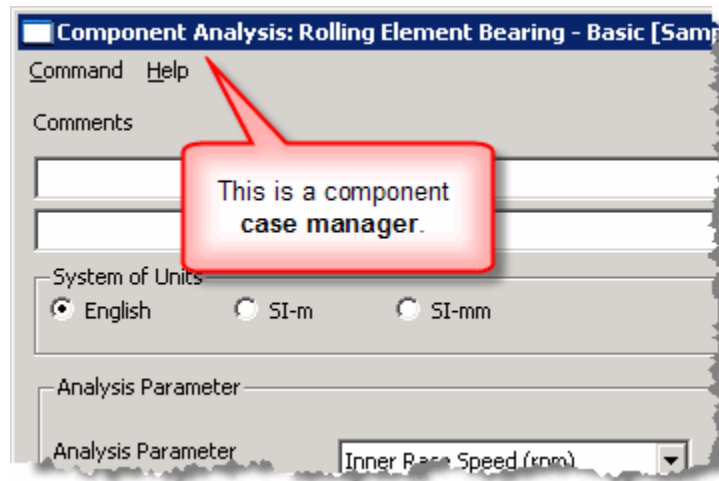 Component Analysis: Rolling Element Bearing - Basic [Samp
Command Help
Comments
This is a component
case manager.
System of Units
English SI-m SI-mm
Analysis Parameter
Analysis Parameter Inner Race Speed (rpm)